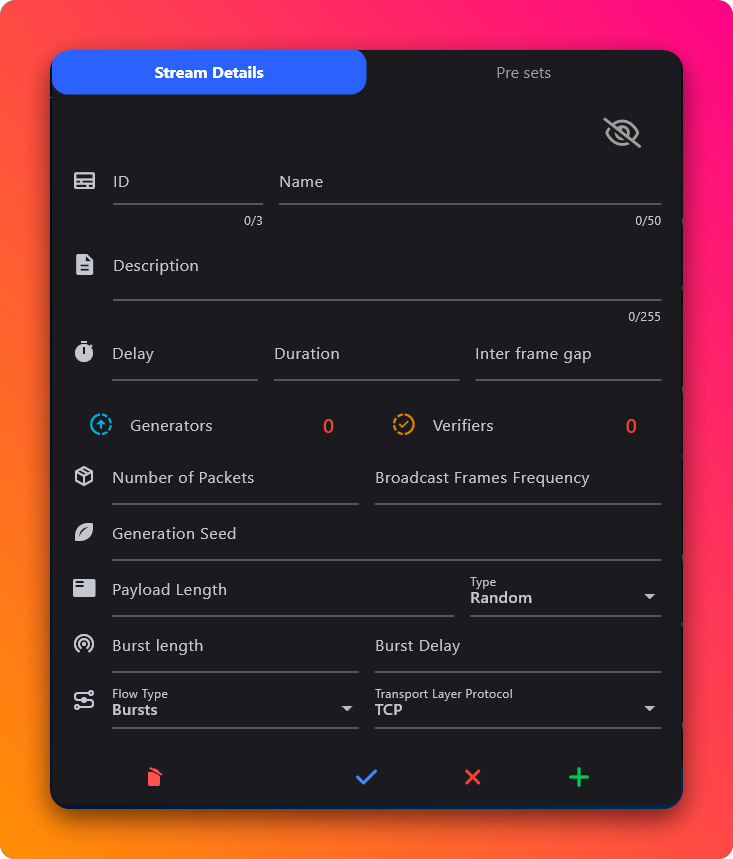 Stream Details Pre sets
ID Name
0/3 0/50
Description
0/255
Delay Duration Inter frame gap
Generators 0 Verifiers 0
Number of Packets Broadcast Frames Frequency
Generation Seed
Payload Length Type
Random
Burst length Burst Delay
Flow Type Transport Layer Protocol
Bursts TCP